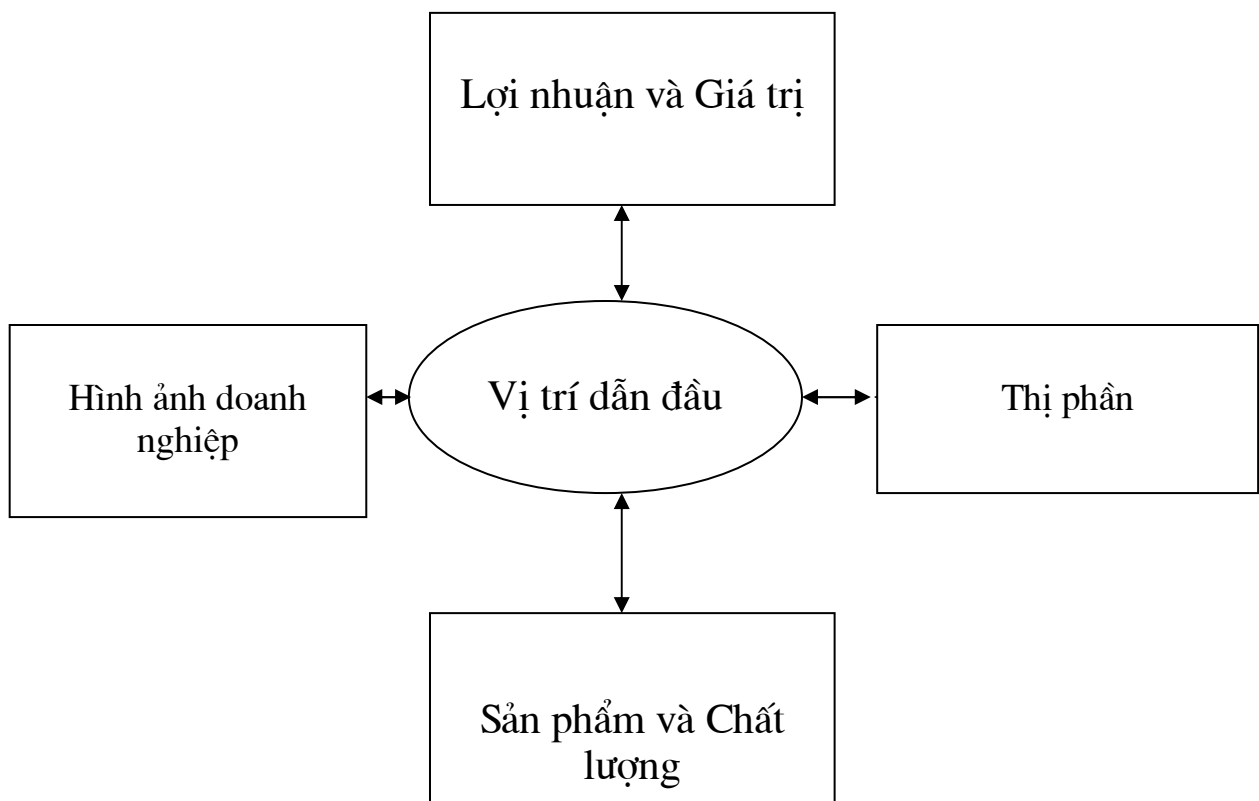 Lợi nhuận và Giá trị
Hình ảnh doanh
nghiệp
Vị trí dẫn đầu
Thị phần
Sản phẩm và Chất
lượng